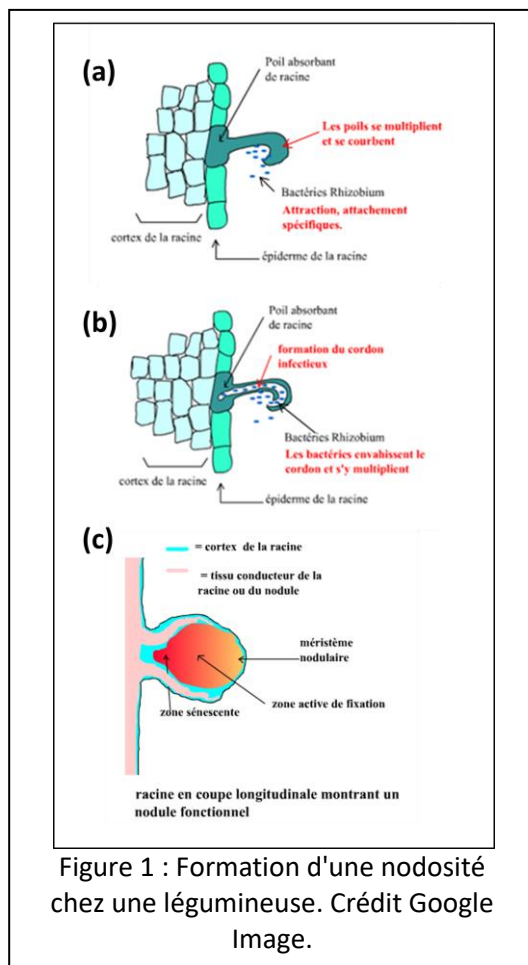 (a)
Poil absorbant
de racine
Les poils se multiplient
et se courbent
Bactéries Rhizobium
Attraction, attachement
spécifiques.
cortex de la racine
épiderme de la racine
(b)
Poil absorbant
de racine
formation du cordon
infectieux
Bactéries Rhizobium
Les bactéries envahissent le
cordon et s'y multiplient
cortex de la racine
épiderme de la racine
(c)
= cortex de la racine
= tissu conducteur de la
racine ou du nodule
méristème
nodulaire
zone sénescente
zone active de fixation
racine en coupe longitudinale montrant un
nodule fonctionnel
Figure 1 : Formation d'une nodosité
chez une légumineuse. Crédit Google
Image.